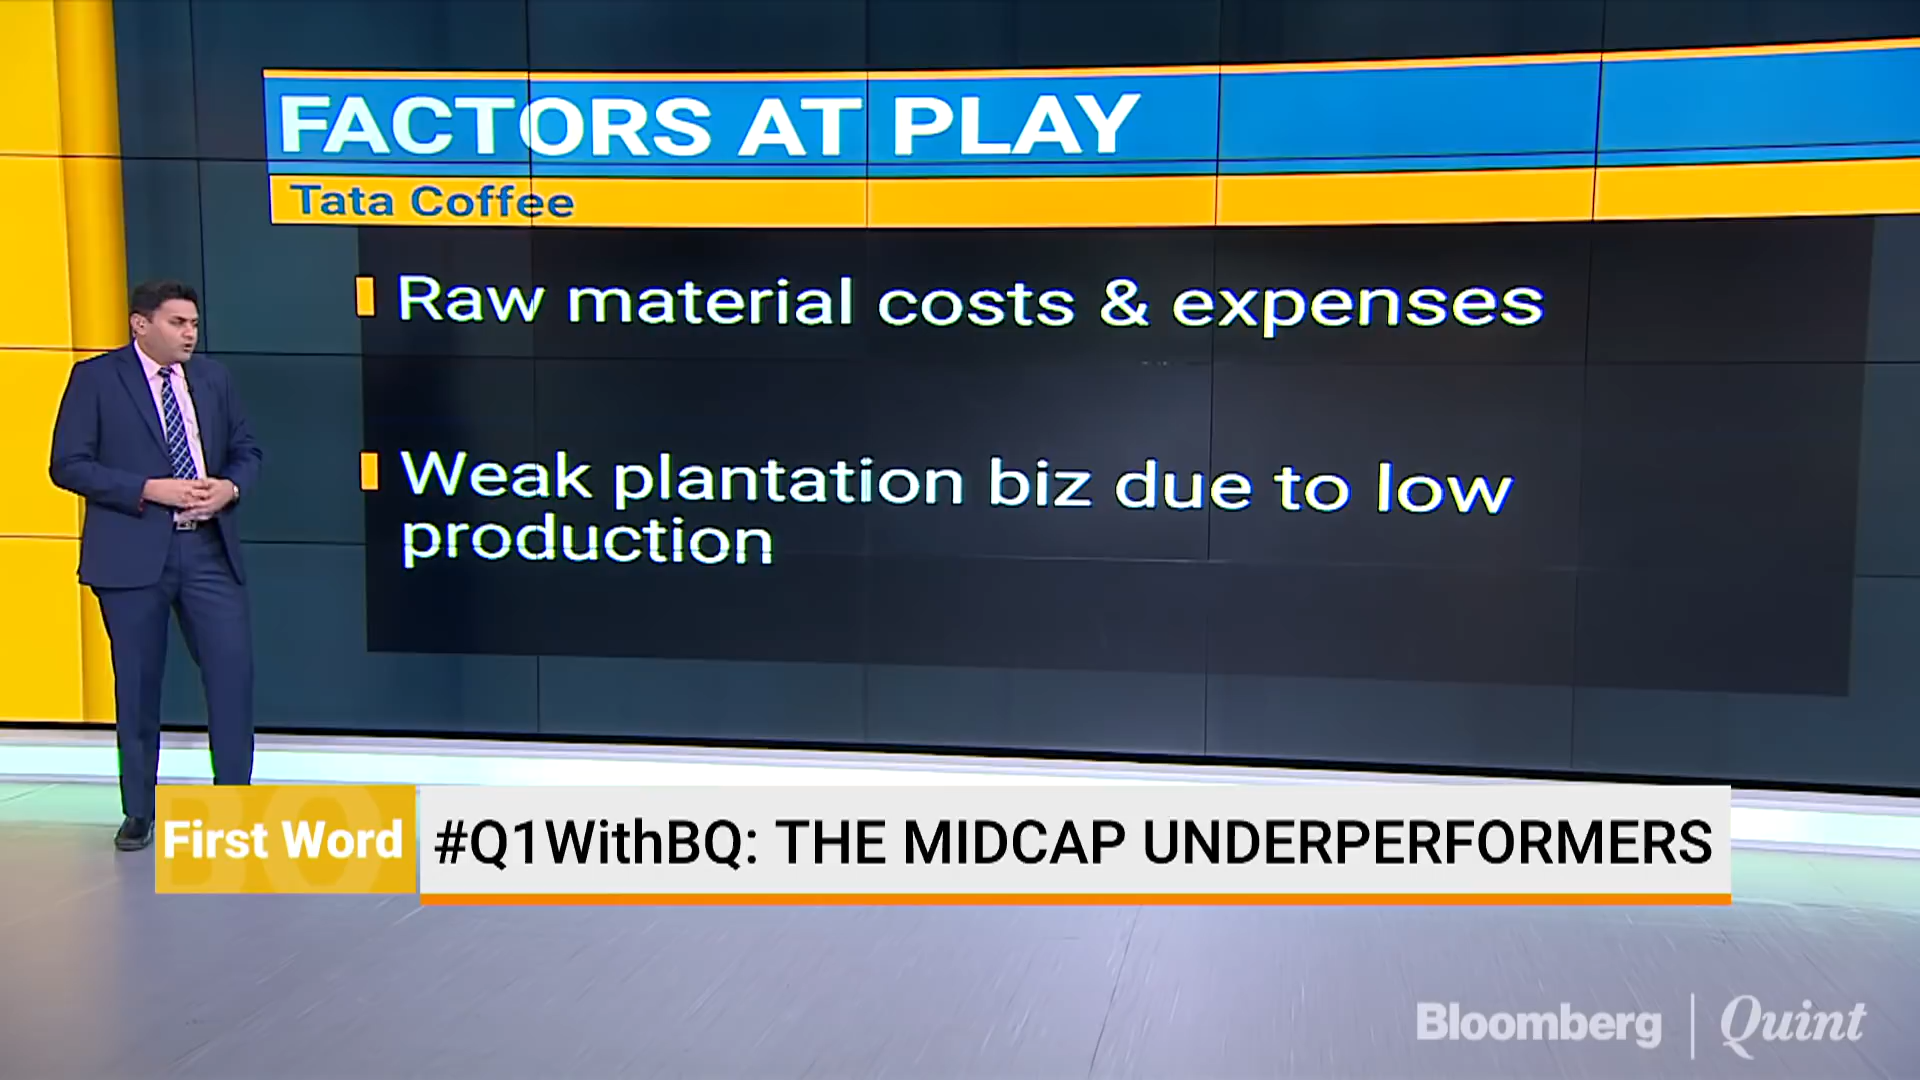 FACTORS AT PLAY
Tata Coffee
Raw material costs & expenses
Weak plantation biz due to low
production
First Word
#Q1WithBQ: THE MIDCAP UNDERPERFORMERS
Bloomberg | Quint